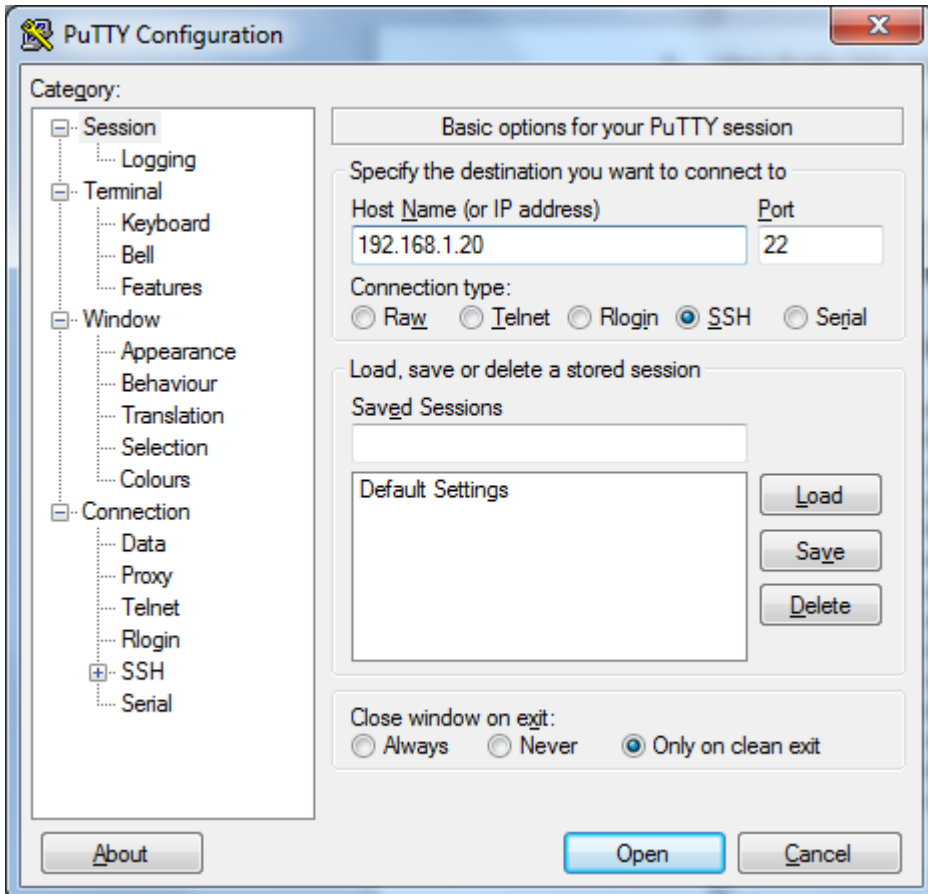 PuTTY Configuration
Category:
Session
Logging
Terminal
Keyboard
Bell
Features
Window
Appearance
Behaviour
Translation
Selection
Colours
Connection
Data
Proxy
Telnet
Rlogin
SSH
Serial
Basic options for your PuTTY session
Specify the destination you want to connect to
Host Name (or IP address) Port
192.168.1.20 22
Connection type:
Raw Telnet Rlogin SSH Serial
Load, save or delete a stored session
Saved Sessions
Default Settings
Load
Save
Delete
Close window on exit:
Always Never Only on clean exit
About Open Cancel